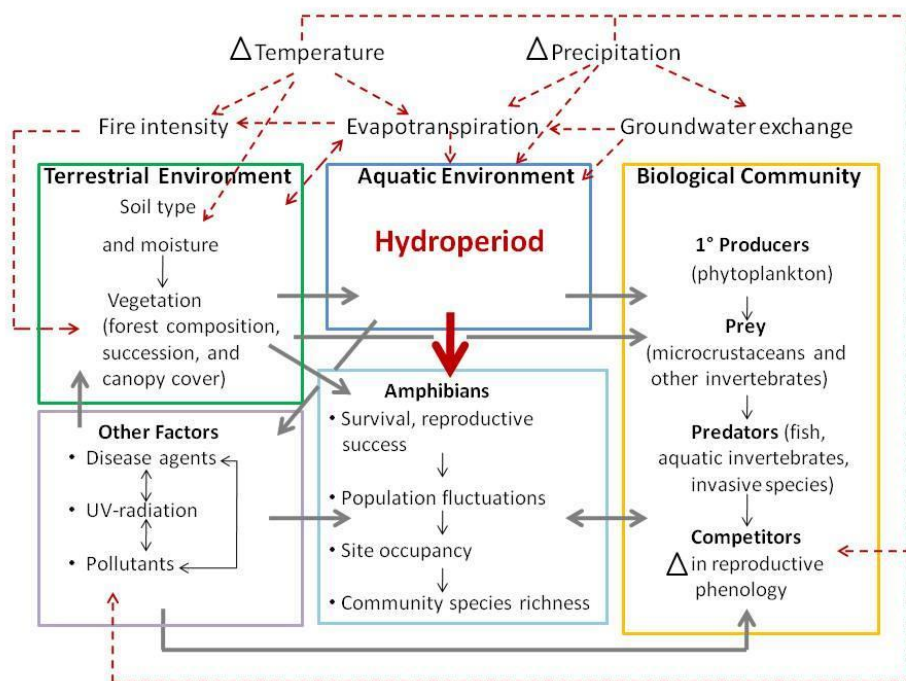 Δ Temperature
Δ Precipitation
Fire intensity
Evapotranspiration
Groundwater exchange
Terrestrial Environment
Soil type
and moisture
Vegetation
(forest composition,
succession, and
canopy cover)
Aquatic Environment
Hydroperiod
Biological Community
1° Producers
(phytoplankton)
Prey
(microcrustaceans and
other invertebrates)
Predators (fish,
aquatic invertebrates,
invasive species)
Competitors
Δ in reproductive
phenology
Other Factors
• Disease agents
• UV-radiation
• Pollutants
Amphibians
• Survival, reproductive
success
• Population fluctuations
• Site occupancy
• Community species richness